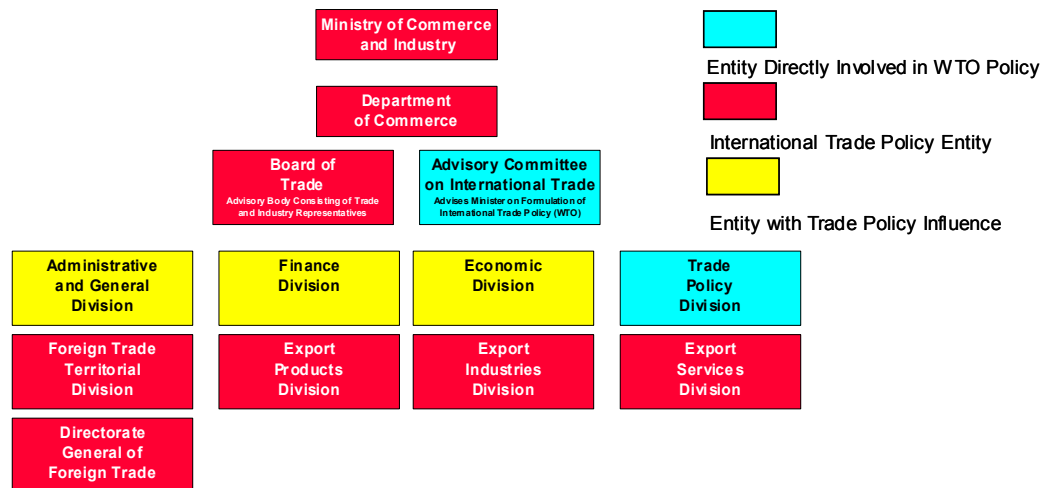 Ministry of Commerce
and Industry
Entity Directly Involved in WTO Policy
Department
of Commerce
International Trade Policy Entity
Board of
Trade
Advisory Body Consisting of Trade
and Industry Representatives
Advisory Committee
on International Trade
Advises Minister on Formulation of
International Trade Policy (WTO)
Entity with Trade Policy Influence
Administrative
and General
Division
Finance
Division
Economic
Division
Trade
Policy
Division
Foreign Trade
Territorial
Division
Export
Products
Division
Export
Industries
Division
Export
Services
Division
Directorate
General of
Foreign Trade